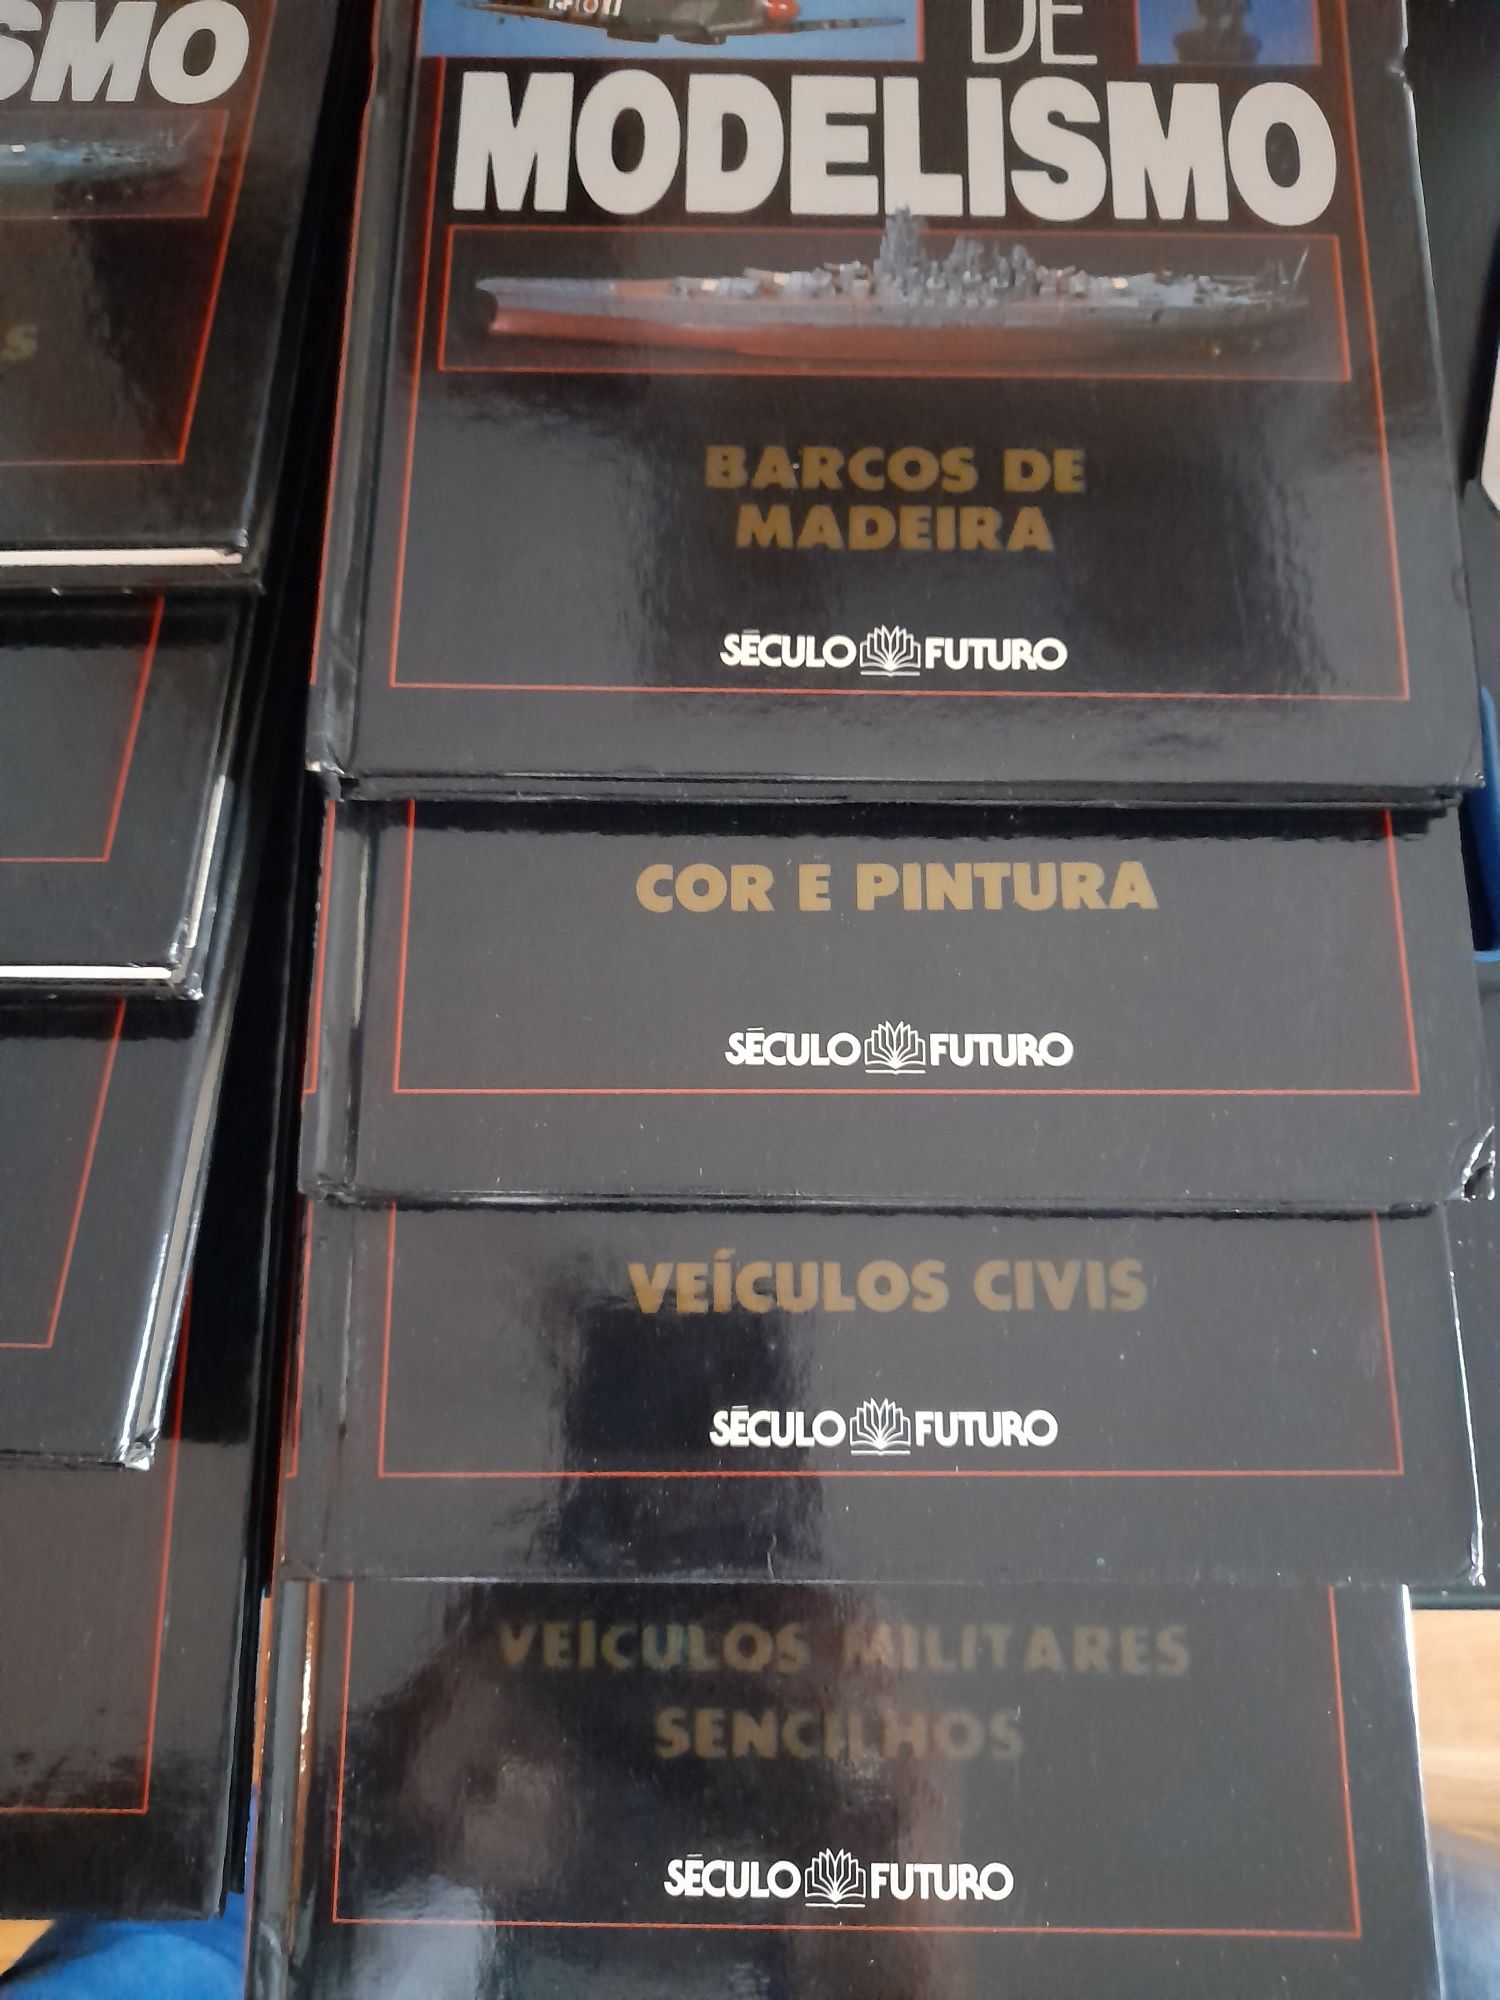 SMO
S
DE
MODELISMO
BARCOS DE
MADEIRA
SÉCULO FUTURO
COR E PINTURA
SÉCULO FUTURO
VEÍCULOS CIVIS
SÉCULO FUTURO
VEÍCULOS MILITARES
SENCILHOS
SÉCULO FUTURO